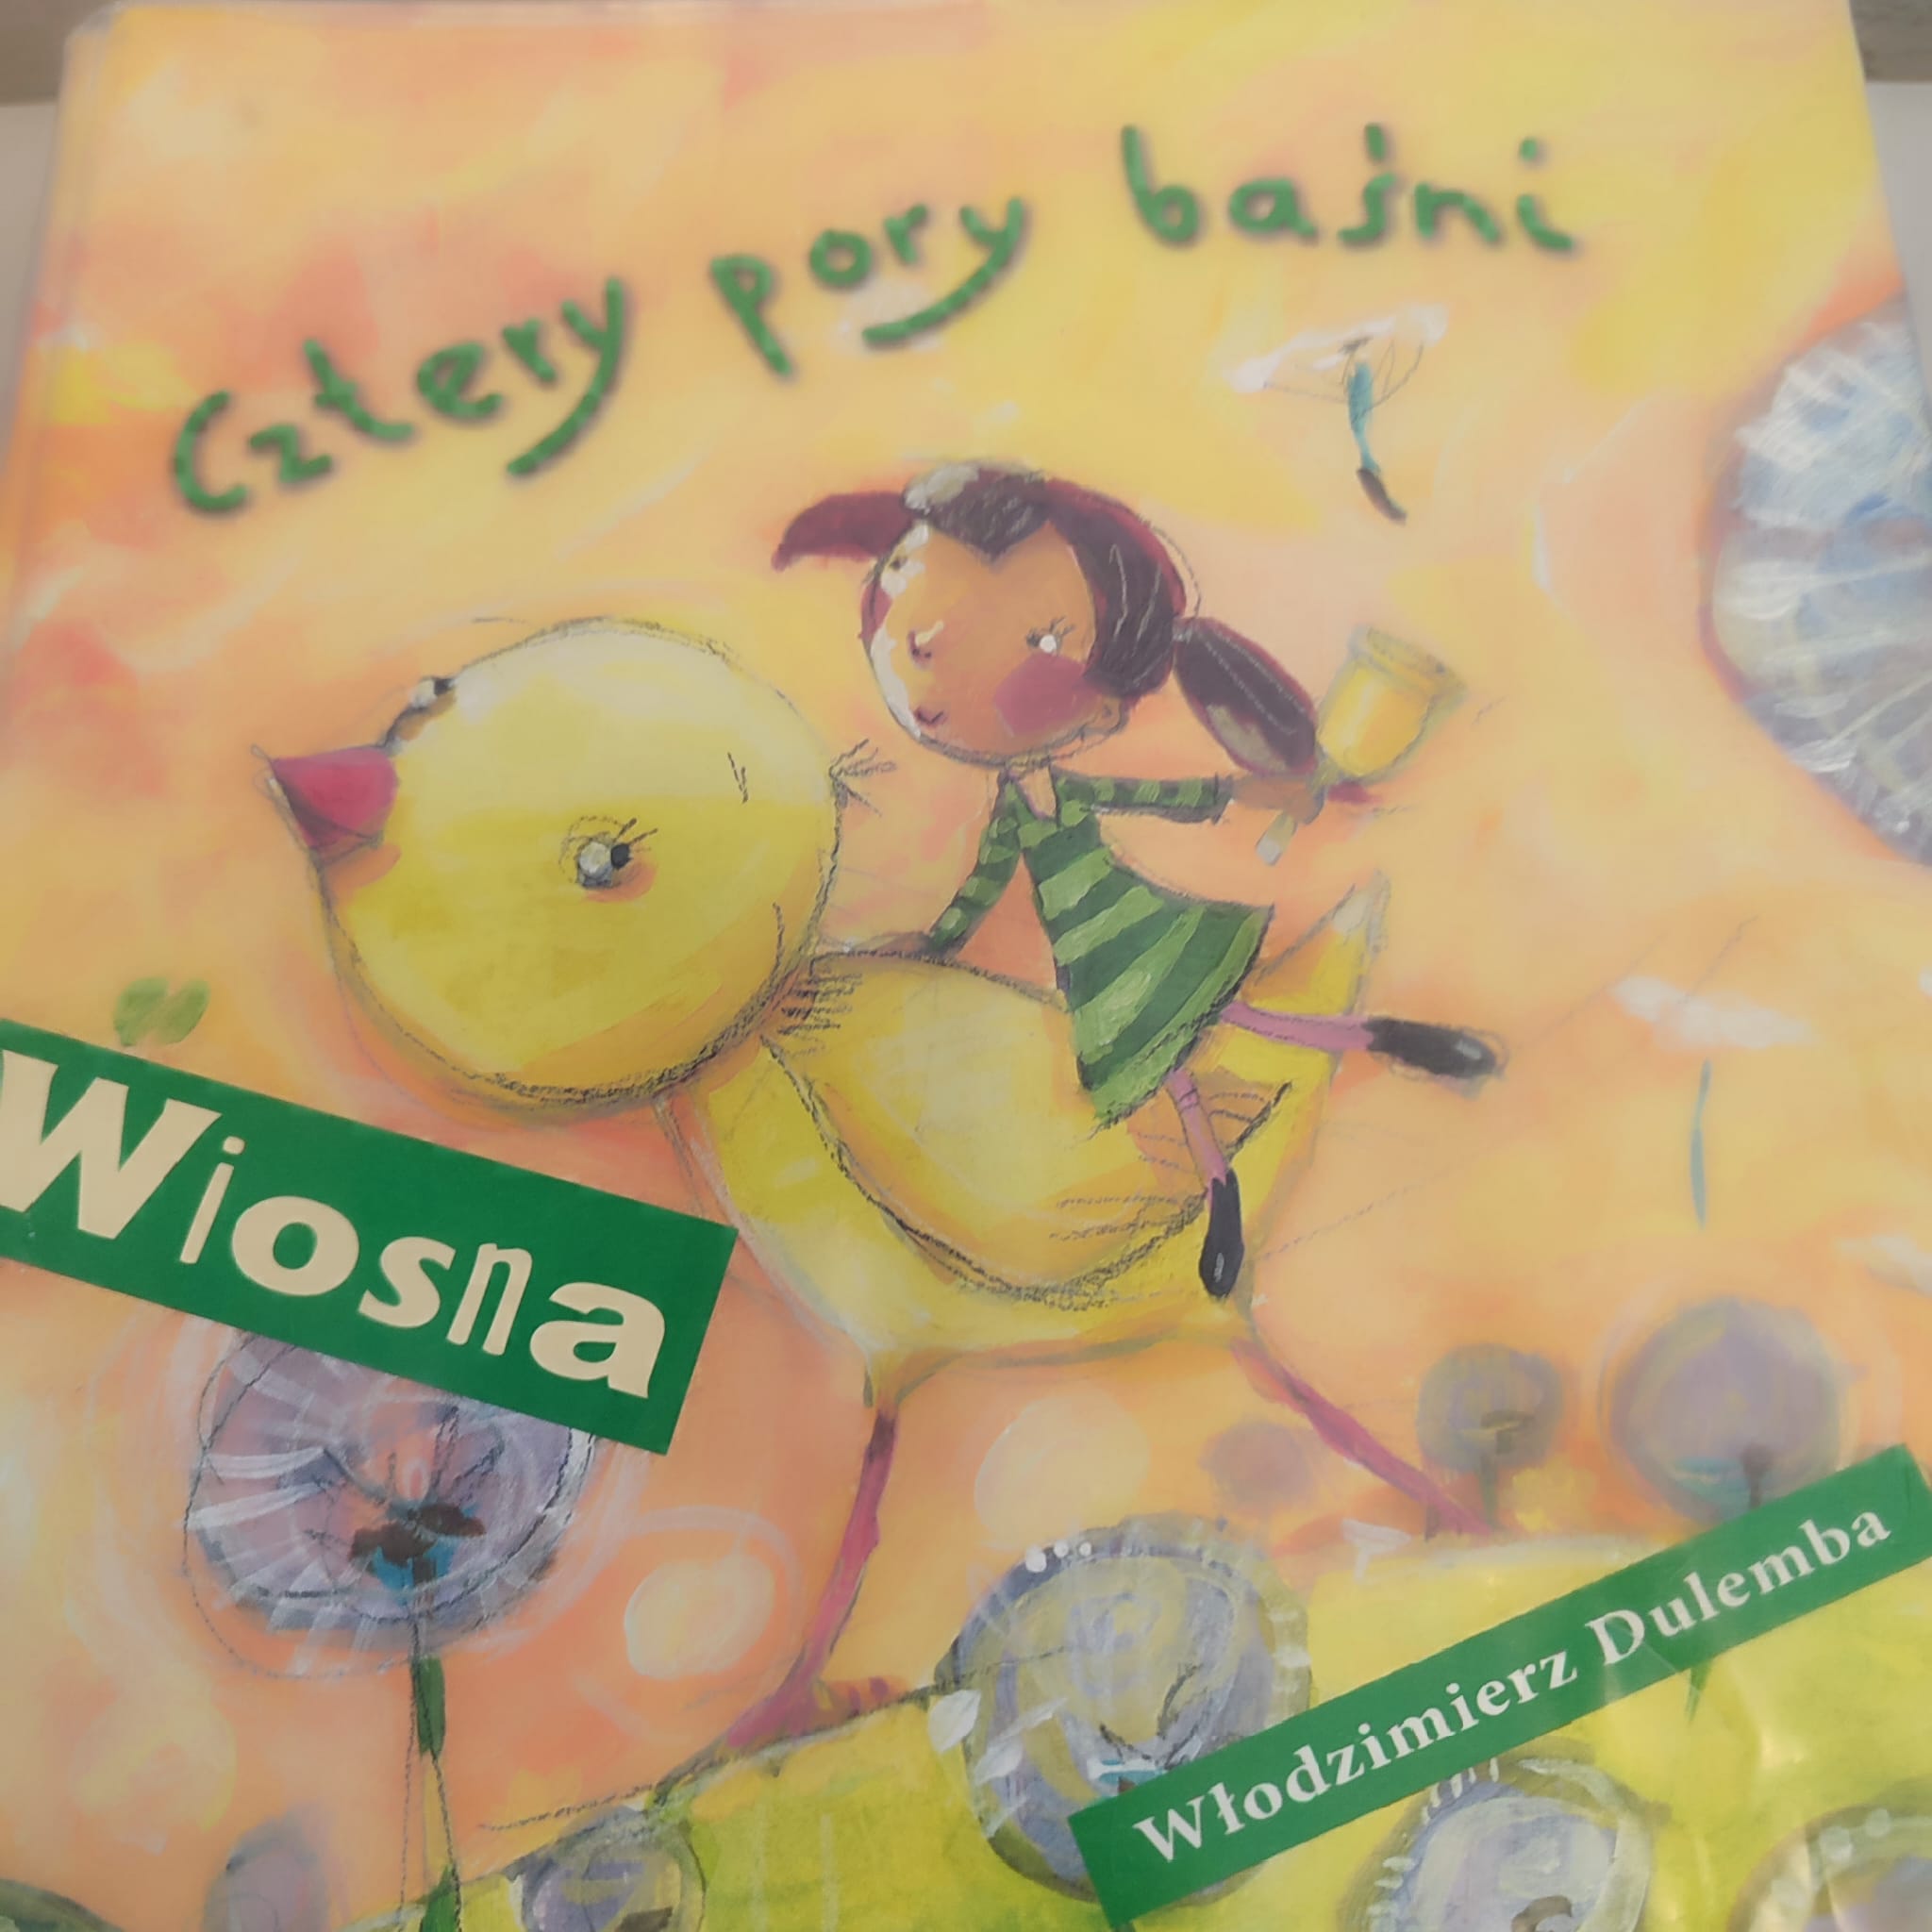 Cztery pory baśni
Wiosna
Włodzimierz Dulemba